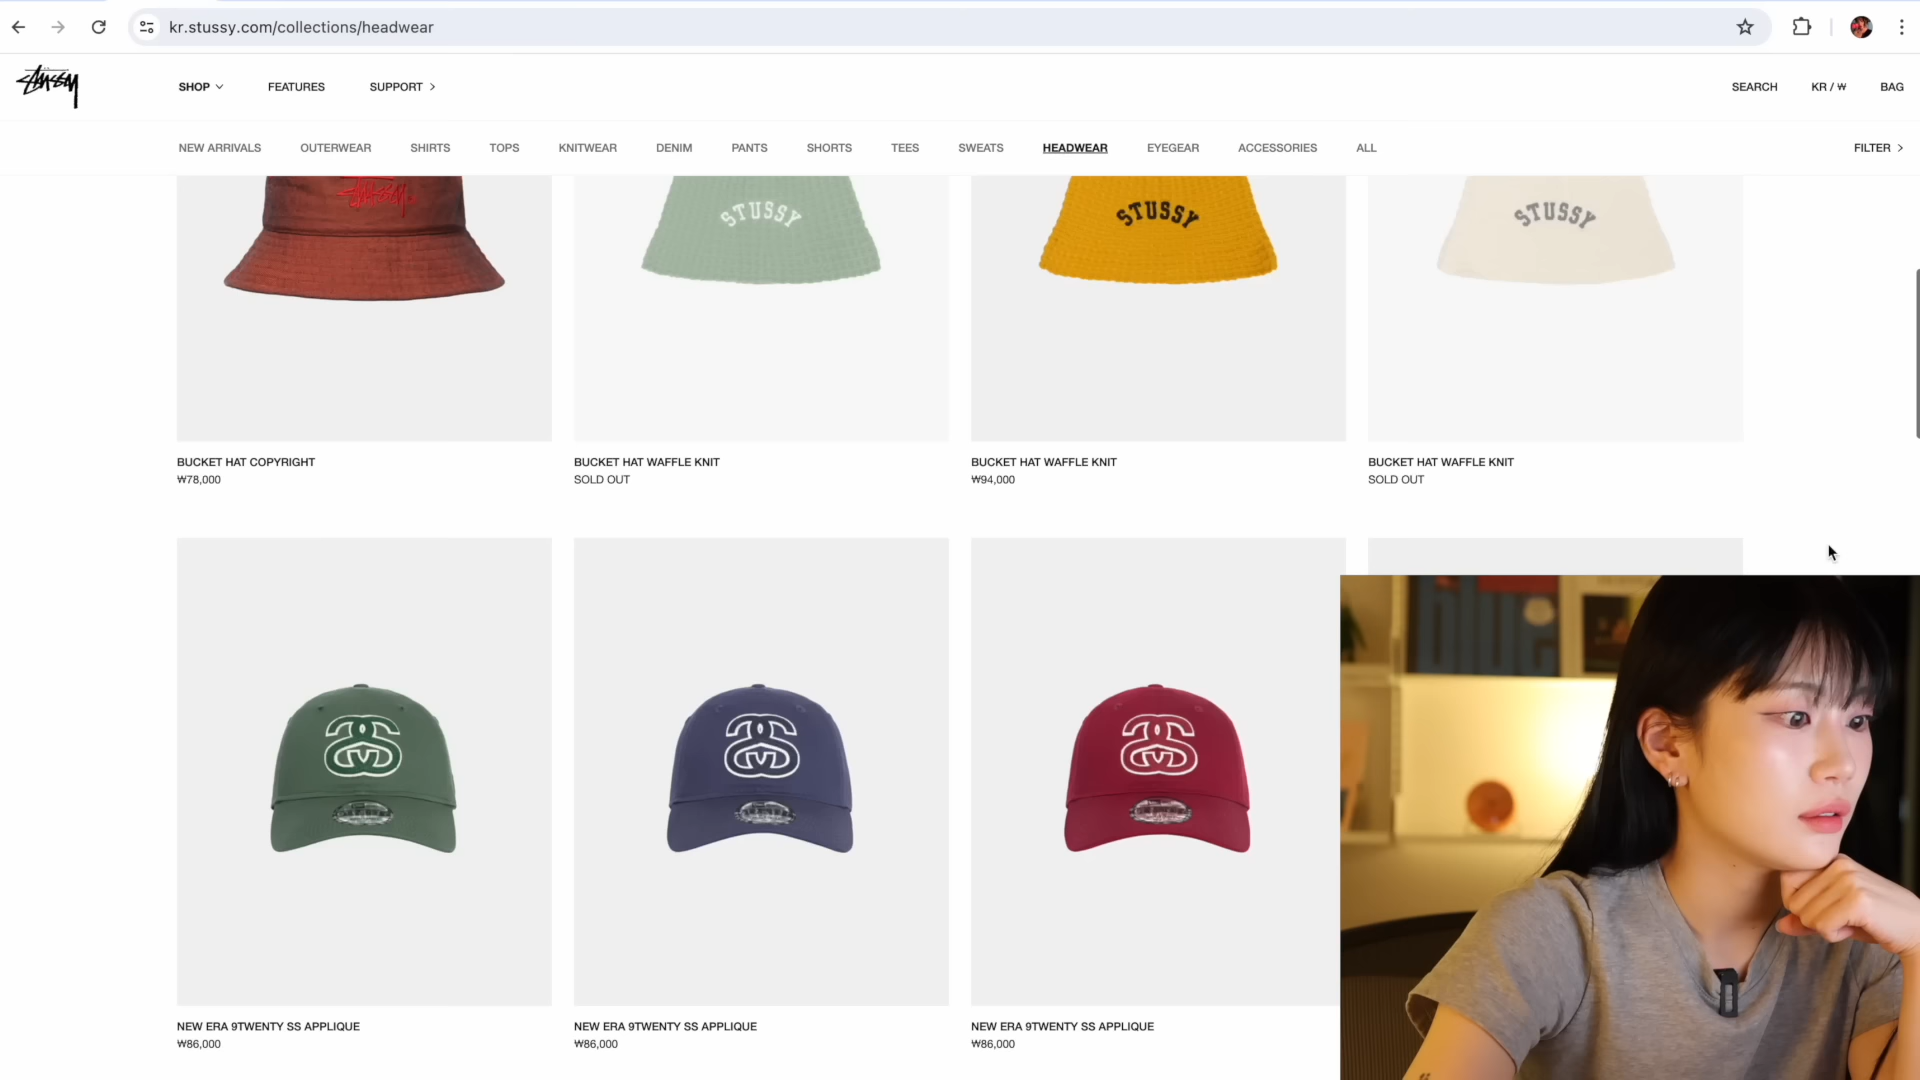 kr.stussy.com/collections/headwear
Stüssy
SHOP
FEATURES
SUPPORT
SEARCH
KR / ₩
BAG
NEW ARRIVALS
OUTERWEAR
SHIRTS
TOPS
KNITWEAR
DENIM
PANTS
SHORTS
TEES
SWEATS
HEADWEAR
EYEGEAR
ACCESSORIES
ALL
FILTER
Stüssy
STUSSY
STUSSY
STUSSY
BUCKET HAT COPYRIGHT
₩78,000
BUCKET HAT WAFFLE KNIT
SOLD OUT
BUCKET HAT WAFFLE KNIT
₩94,000
BUCKET HAT WAFFLE KNIT
SOLD OUT
NEW ERA 9TWENTY SS APPLIQUE
₩86,000
NEW ERA 9TWENTY SS APPLIQUE
₩86,000
NEW ERA 9TWENTY SS APPLIQUE
₩86,000